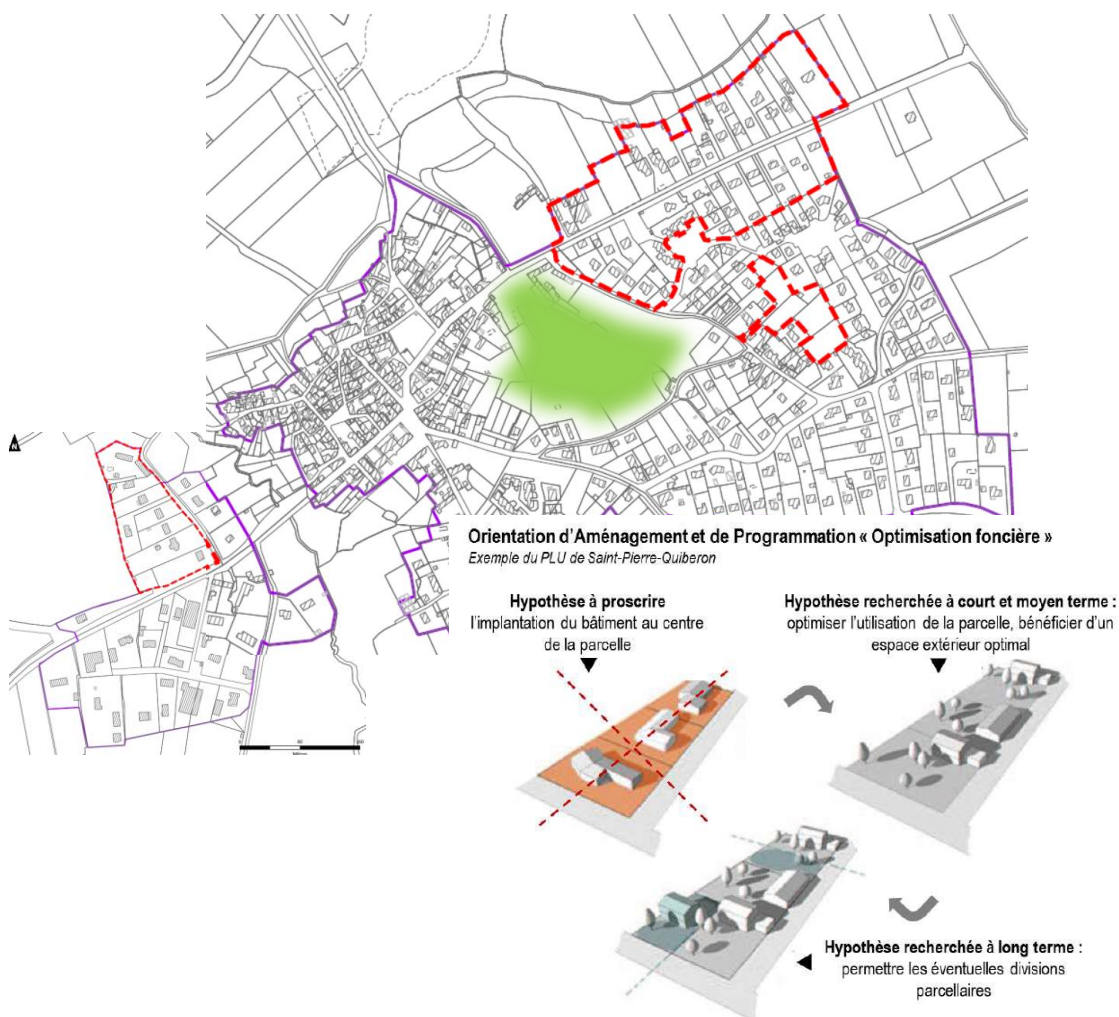 N
Orientation d'Aménagement et de Programmation « Optimisation foncière »
Exemple du PLU de Saint-Pierre-Quiberon
Hypothèse à proscrire
l'implantation du bâtiment au centre
de la parcelle
Hypothèse recherchée à court et moyen terme :
optimiser l'utilisation de la parcelle, bénéficier d'un
espace extérieur optimal
Hypothèse recherchée à long terme :
permettre les éventuelles divisions
parcellaires